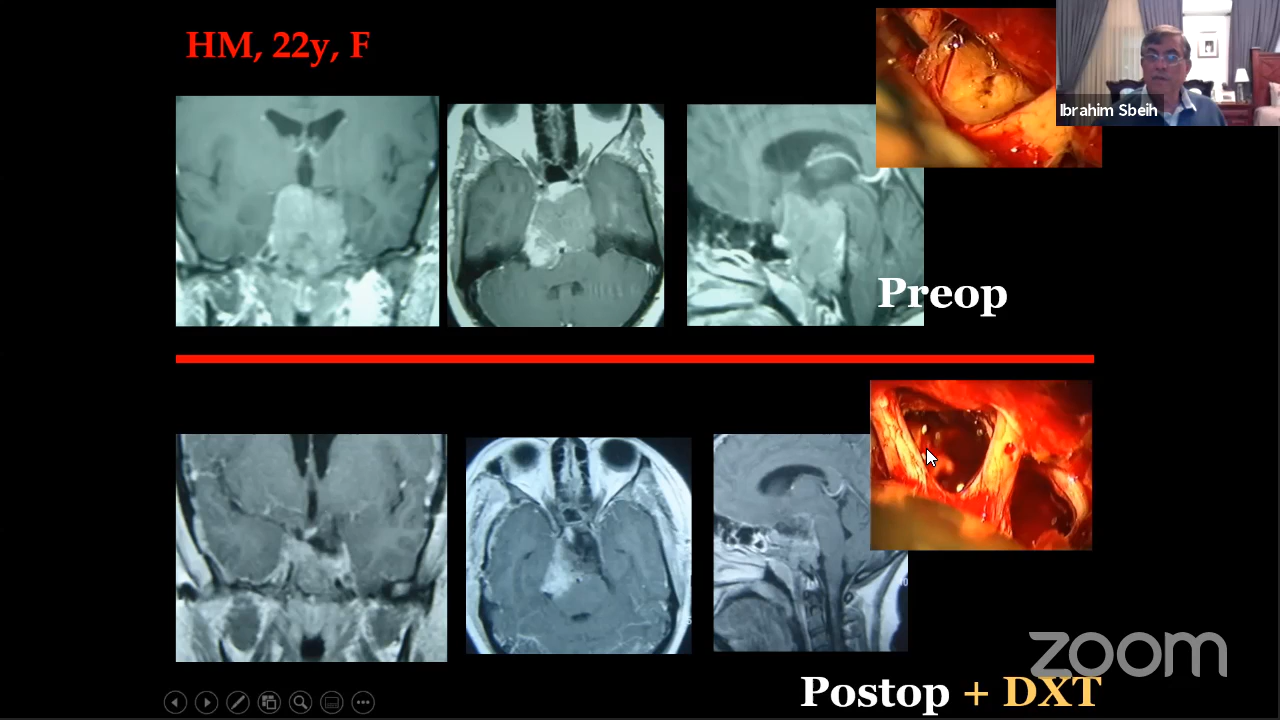 HM, 22y, F
Ibrahim Sbeih
Preop
Postop + DXT
zoom